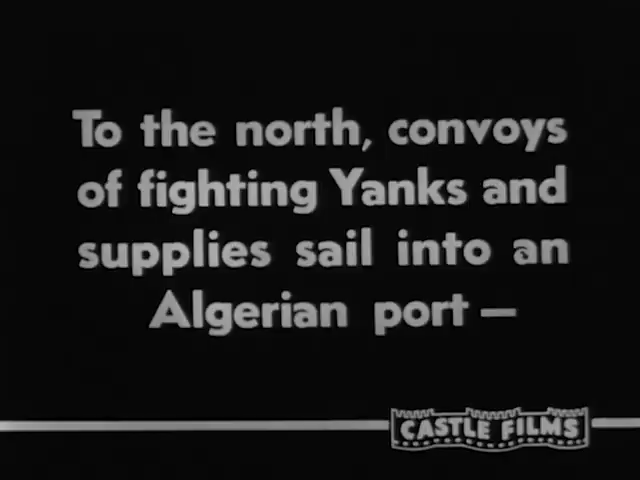 To the north, convoys
of fighting Yanks and
supplies sail into an
Algerian port —
CASTLE FILMS